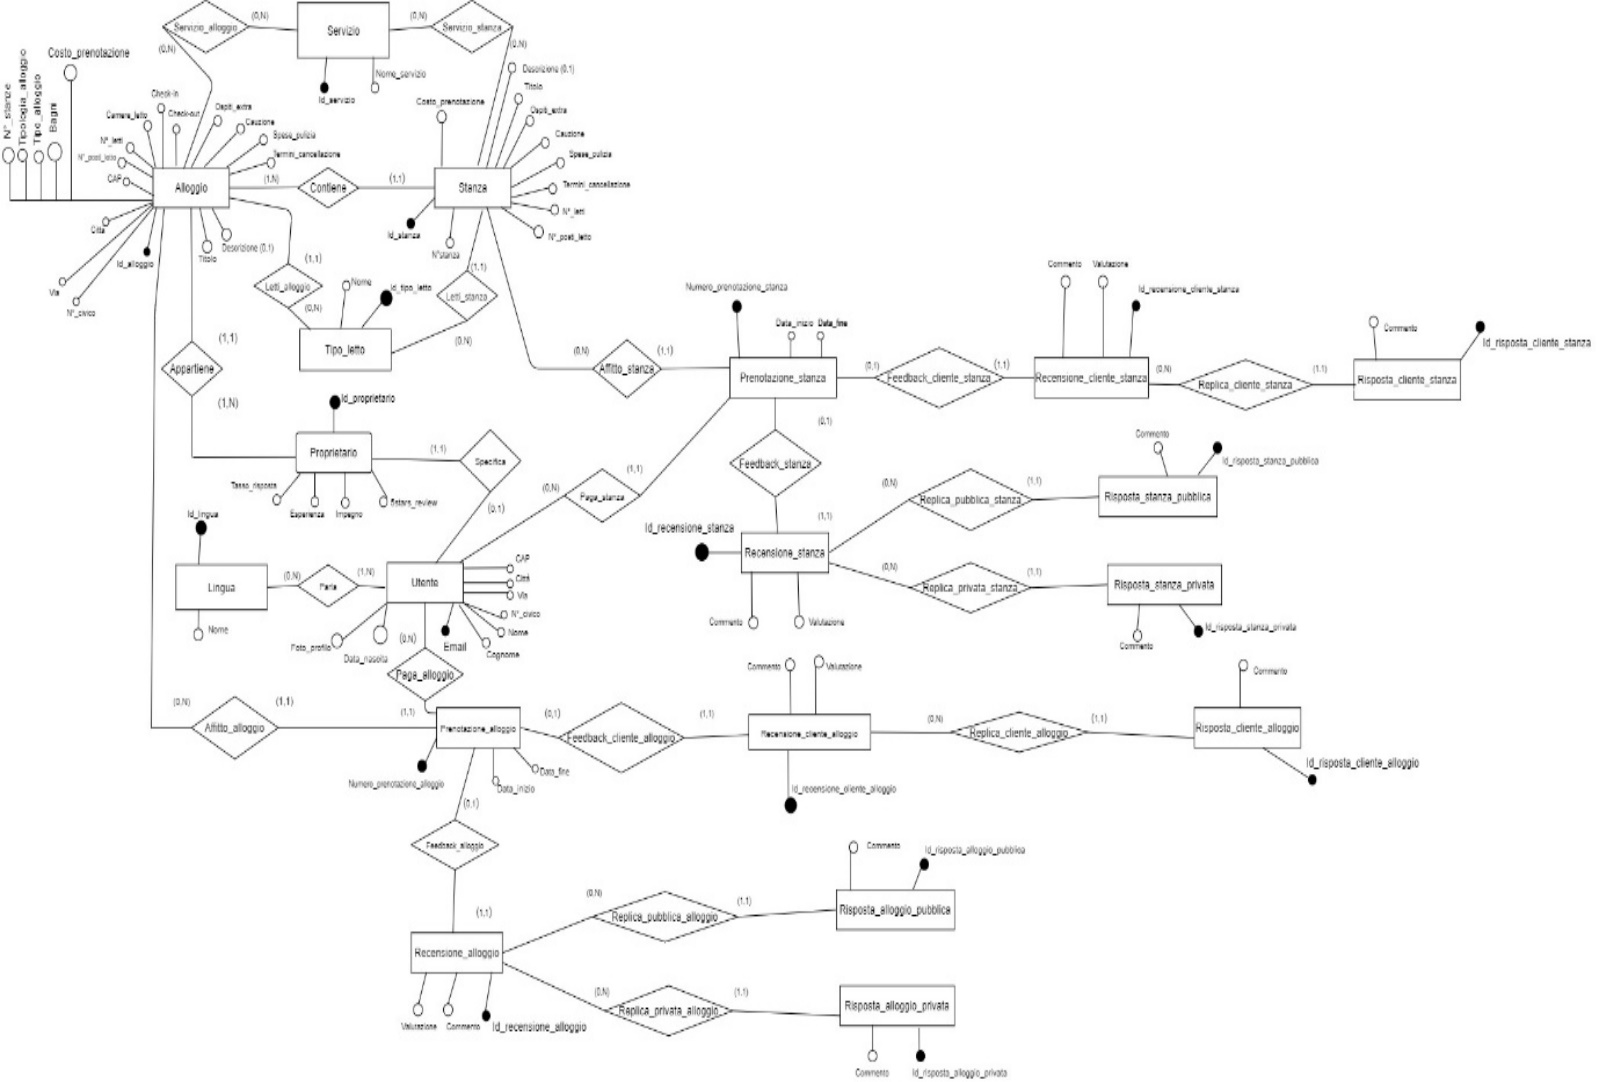 Servizio_alloggio
(0,N)
Servizio
(0,N)
Servizio_stanza
(0,N)
(0,N)
Nome_servizio
Id_servizio
Costo_prenotazione
N°_stanze
Tipologia_alloggio
Tipo_alloggio
Bagni
Check-in
Camera_letto
Check-out
Ospiti_extra
Cauzione
Spese_pulizia
Termini_cancellazione
N°_letti
N°_posti_letto
CAP
Città
Via
N°_civico
Id_alloggio
Titolo
Descrizione (0,1)
Alloggio
(1,N)
Contiene
(1,1)
Stanza
Costo_prenotazione
Descrizione (0,1)
Titolo
Ospiti_extra
Cauzione
Spese_pulizia
Termini_cancellazione
N°_letti
N°_posti_letto
Id_stanza
N°stanza
(1,1)
Letti_alloggio
(0,N)
Nome
Id_tipo_letto
Tipo_letto
(1,1)
Letti_stanza
(0,N)
(1,1)
Appartiene
(1,N)
Id_proprietario
Proprietario
Tasso_risposta
Esperienza
Impegno
5stars_review
(1,1)
Specifica
(0,1)
(0,N)
Affitto_stanza
(1,1)
Numero_prenotazione_stanza
Data_inizio
Data_fine
Prenotazione_stanza
(0,1)
Feedback_cliente_stanza
(1,1)
Commento
Valutazione
Id_recensione_cliente_stanza
Recensione_cliente_stanza
(0,N)
Replica_cliente_stanza
(1,1)
Commento
Id_risposta_cliente_stanza
Risposta_cliente_stanza
(0,1)
Feedback_stanza
(1,1)
(0,N)
Paga_stanza
(1,1)
Id_recensione_stanza
Recensione_stanza
Commento
Valutazione
(0,N)
Replica_pubblica_stanza
(1,1)
Commento
Id_risposta_stanza_pubblica
Risposta_stanza_pubblica
(0,N)
Replica_privata_stanza
(1,1)
Risposta_stanza_privata
Id_risposta_stanza_privata
Commento
Id_lingua
Lingua
Nome
(0,N)
Parla
(1,N)
Utente
CAP
Città
Via
N°_civico
Nome
Cognome
Email
Data_nascita
Foto_profilo
(0,N)
Paga_alloggio
(1,1)
(0,N)
Affitto_alloggio
(1,1)
Prenotazione_alloggio
Numero_prenotazione_alloggio
Data_inizio
Data_fine
(0,1)
Feedback_cliente_alloggio
(1,1)
Commento
Valutazione
Recensione_cliente_alloggio
Id_recensione_cliente_alloggio
(0,N)
Replica_cliente_alloggio
(1,1)
Commento
Risposta_cliente_alloggio
Id_risposta_cliente_alloggio
(0,1)
Feedback_alloggio
(1,1)
Recensione_alloggio
Valutazione
Commento
Id_recensione_alloggio
(0,N)
Replica_pubblica_alloggio
(1,1)
Commento
Id_risposta_alloggio_pubblica
Risposta_alloggio_pubblica
(0,N)
Replica_privata_alloggio
(1,1)
Risposta_alloggio_privata
Commento
Id_risposta_alloggio_privata